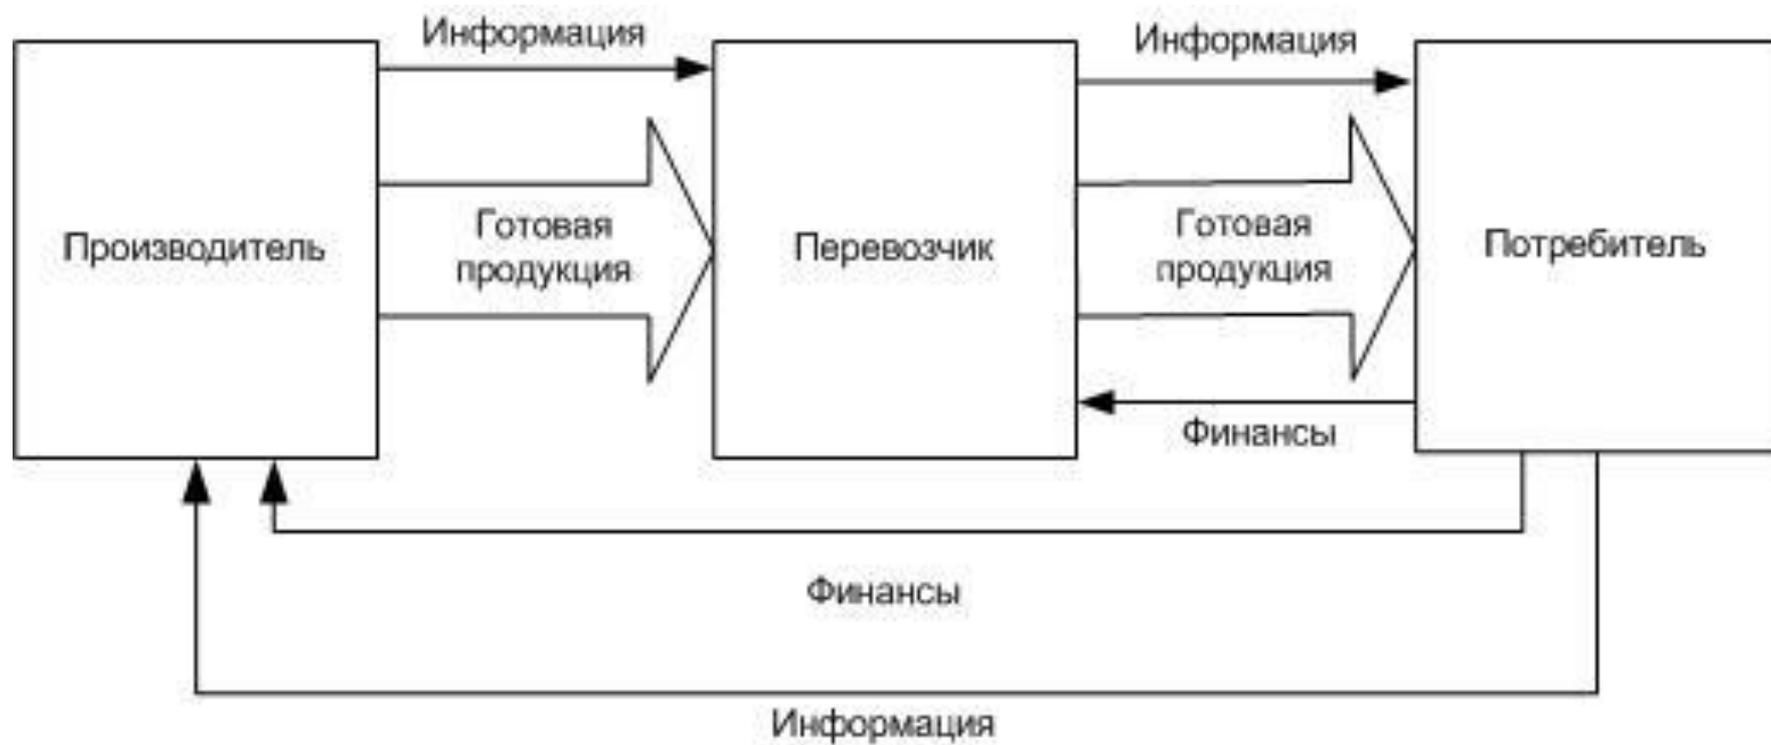 Информация
Информация
Производитель
Готовая
продукция
Перевозчик
Готовая
продукция
Потребитель
Финансы
Финансы
Информация